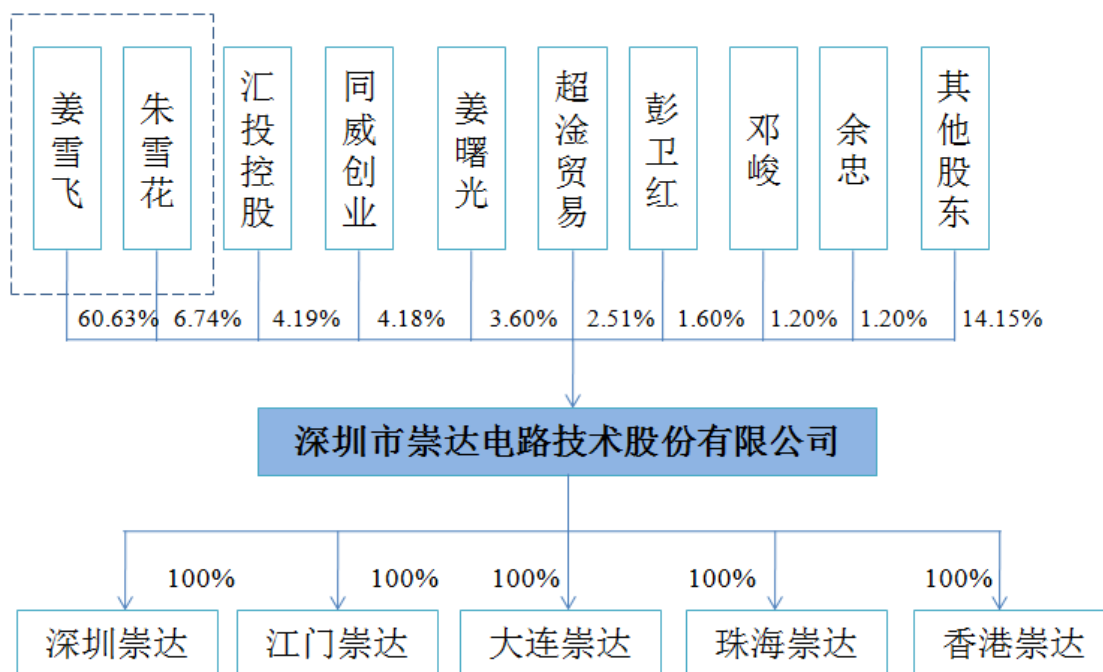 姜雪飞
朱雪花
汇投控股
同威创业
姜曙光
超淦贸易
彭卫红
邓峻
余忠
其他股东
60.63%
6.74%
4.19%
4.18%
3.60%
2.51%
1.60%
1.20%
1.20%
14.15%
深圳市崇达电路技术股份有限公司
100%
100%
100%
100%
100%
深圳崇达
江门崇达
大连崇达
珠海崇达
香港崇达